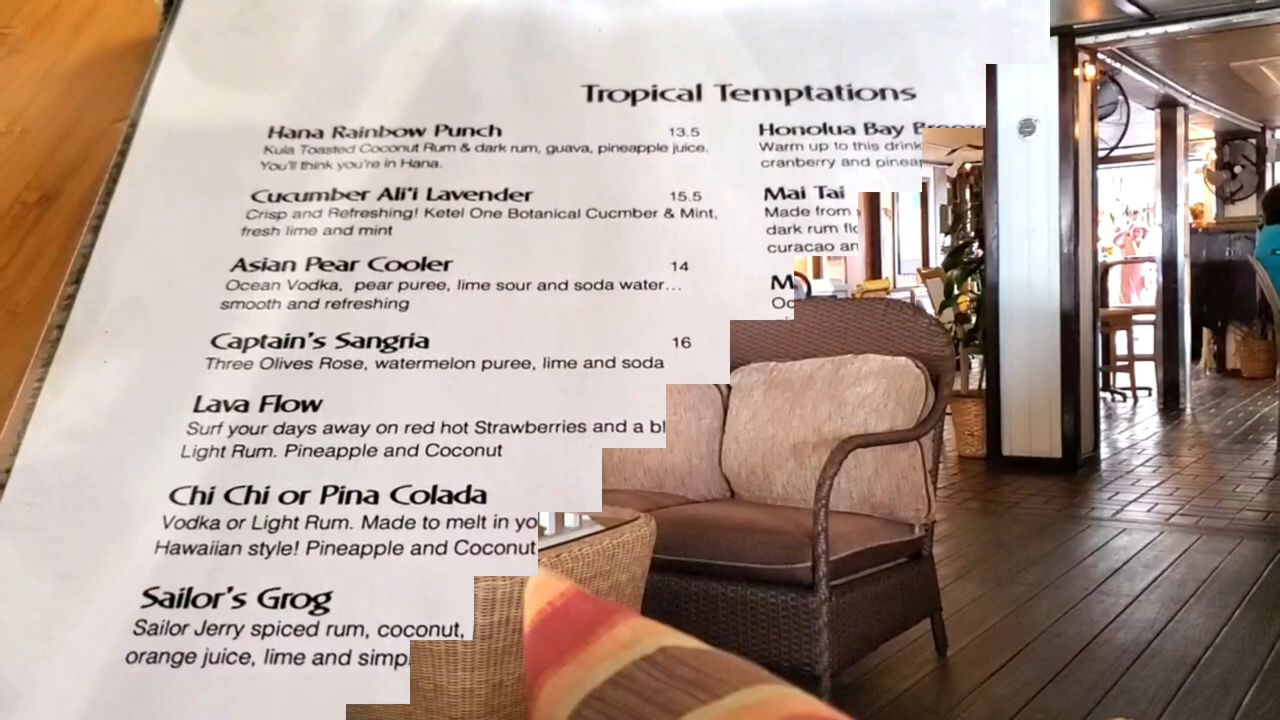 Tropical Temptations
Hana Rainbow Punch 13.5
Kula Toasted Coconut Rum & dark rum, guava, pineapple juice.
You'll think you're in Hana.
Cucumber Ali'i Lavender 15.5
Crisp and Refreshing! Ketel One Botanical Cucmber & Mint,
fresh lime and mint
Asian Pear Cooler 14
Ocean Vodka, pear puree, lime sour and soda water...
smooth and refreshing
Captain's Sangria 16
Three Olives Rose, watermelon puree, lime and soda
Lava Flow
Surf your days away on red hot Strawberries and a
Light Rum. Pineapple and Coconut
Chi Chi or Pina Colada
Vodka or Light Rum. Made to melt in
Hawaiian style! Pineapple and Coconut
Sailor's Grog
Sailor Jerry spiced rum, coconut,
orange juice, lime and
Honolua Bay
Warm up to this drink
cranberry and
Mai Tai
Made from
dark rum
curacao